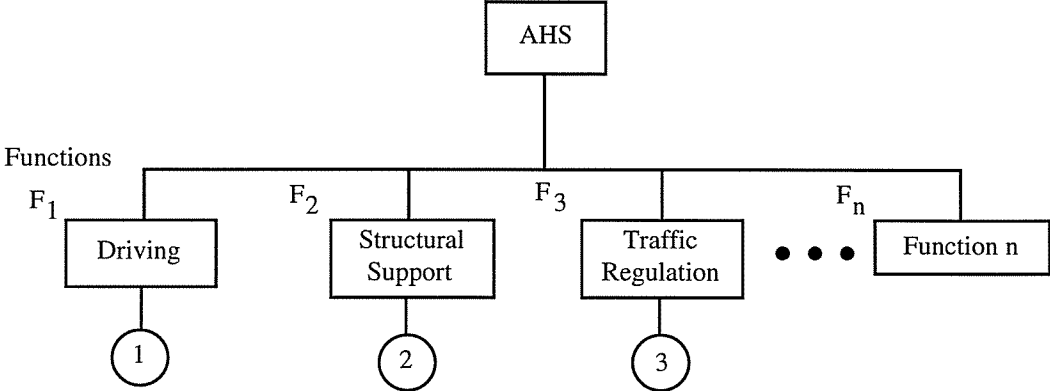 AHS
Functions
F1
F2
F3
Fn
Driving
Structural
Support
Traffic
Regulation
Function n
1
2
3